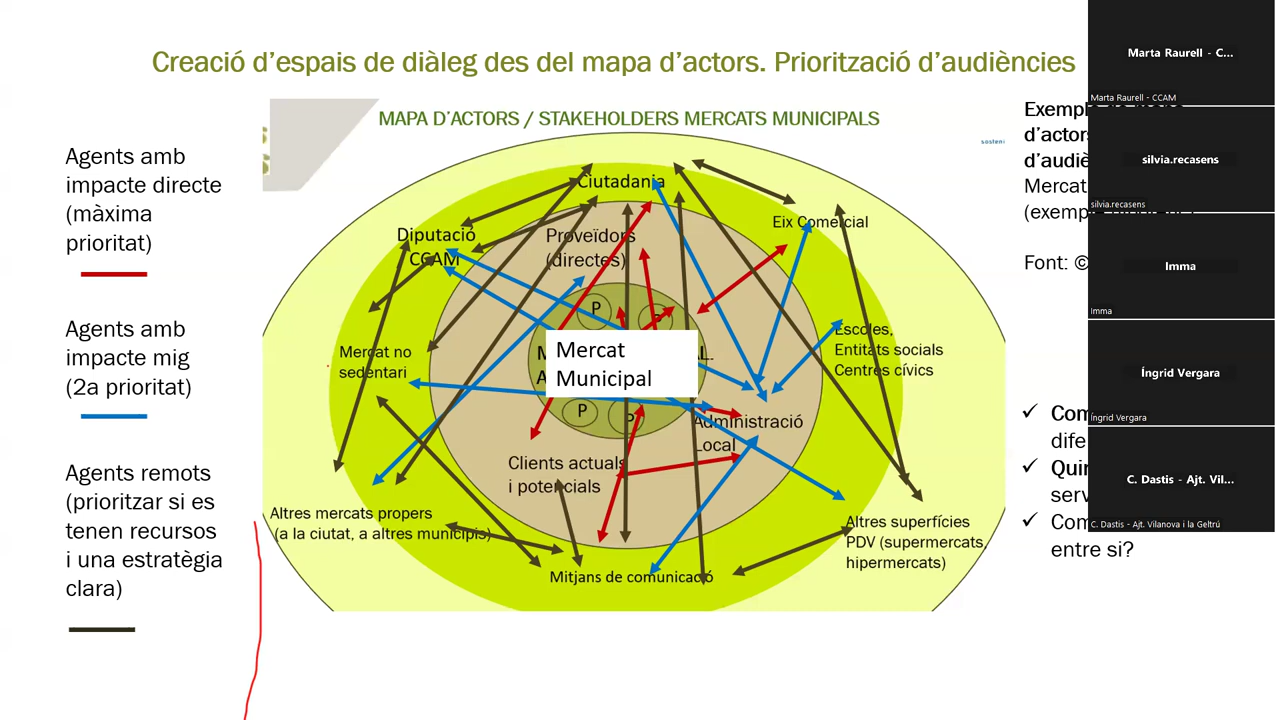 Creació d'espais de diàleg des del mapa d'actors. Priorització d'audiències
MAPA D'ACTORS / STAKEHOLDERS MERCATS MUNICIPALS
Agents amb
impacte directe
(màxima
prioritat)
Agents amb
impacte mig
(2a prioritat)
Agents remots
(prioritzar si es
tenen recursos
i una estratègia
clara)
Ciutadania
Diputació
CCAM
Proveïdors
(directes)
Eix Comercial
P
P
Mercat no
sedentari
Mercat
Municipal
Escoles,
Entitats socials
Centres cívics
P
P
Administració
Local
Clients actuals
i potencials
Altres mercats propers
(a la ciutat, a altres municipis)
Mitjans de comunicació
Altres superfícies
PDV (supermercats,
hipermercats)
d'actors
Mercat
Font: ©
entre si?
Marta Raurell - C...
Marta Raurell - CCAM
silvia.recasens
silvia.recasens
Imma
Imma
Íngrid Vergara
Íngrid Vergara
C. Dastis - Ajt. Vil...
C. Dastis - Ajt. Vilanova i la Geltrú